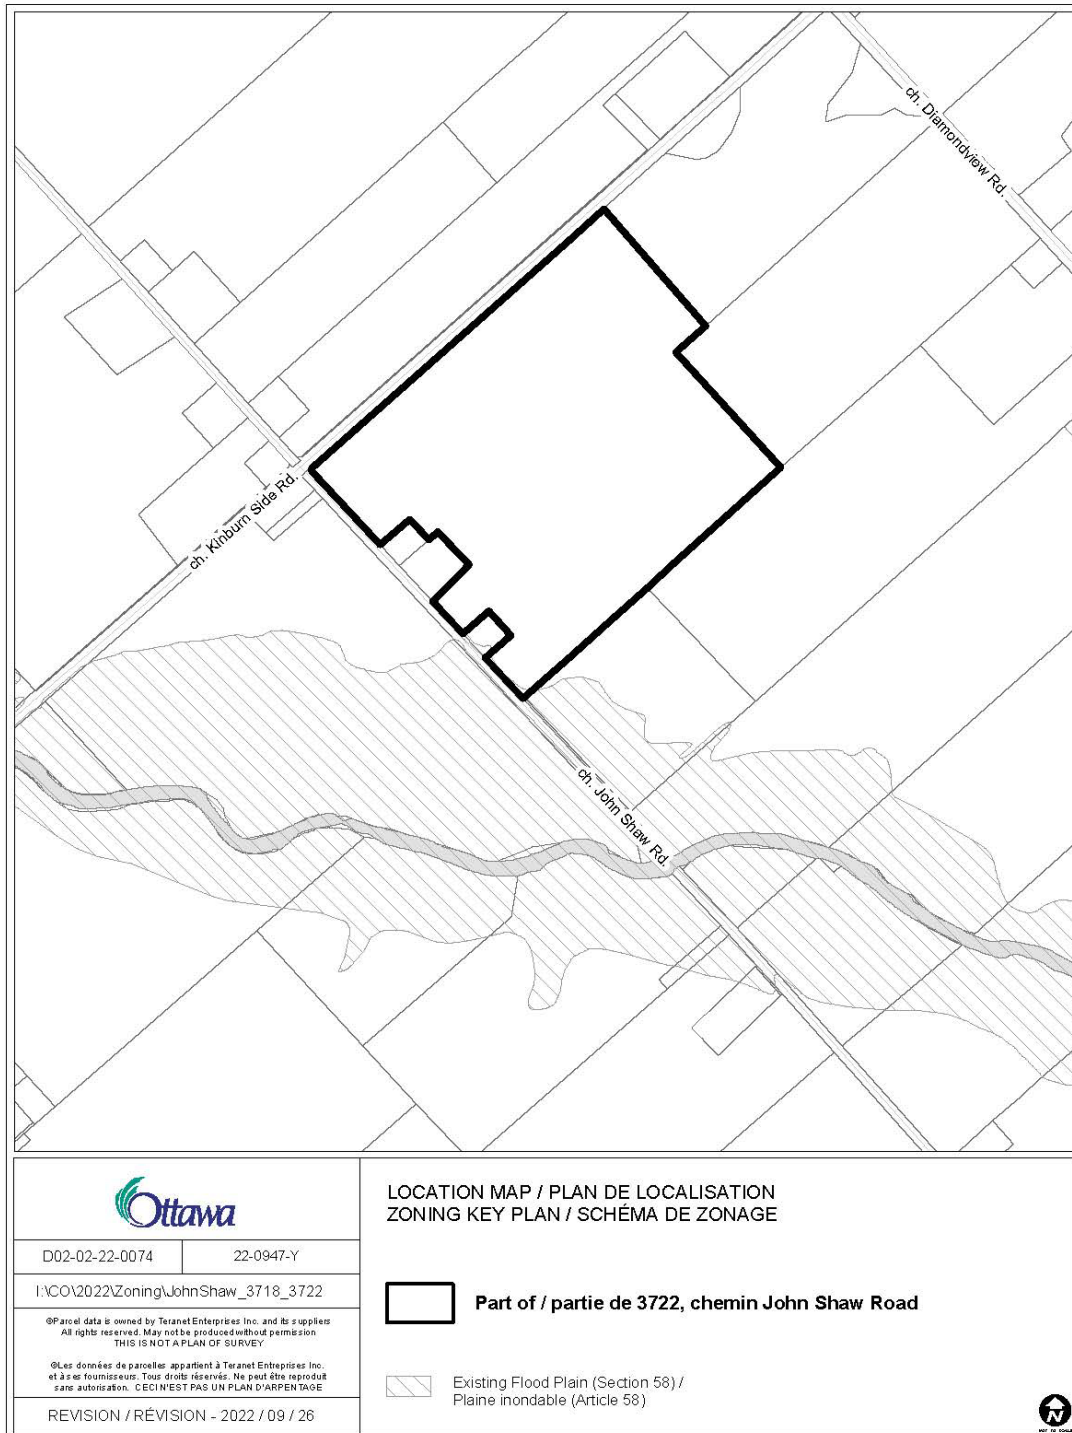 ch. Diamondview Rd.
ch. Kinburn Side Rd.
ch. John Shaw Rd.
Ottawa
D02-02-22-0074
22-0947-Y
I:\CO\2022\Zoning\JohnShaw_3718_3722
©Parcel data is owned by Teranet Enterprises Inc. and its suppliers
All rights reserved. May not be produced without permission
THIS IS NOT A PLAN OF SURVEY
©Les données de parcelles appartient à Teranet Entreprises Inc.
et à ses fournisseurs. Tous droits réservés. Ne peut être reproduit
sans autorisation. CECI N'EST PAS UN PLAN D'ARPENTAGE
REVISION / RÉVISION - 2022 / 09 / 26
LOCATION MAP / PLAN DE LOCALISATION
ZONING KEY PLAN / SCHÉMA DE ZONAGE
Part of / partie de 3722, chemin John Shaw Road
Existing Flood Plain (Section 58) /
Plaine inondable (Article 58)
N
NOT TO SCALE